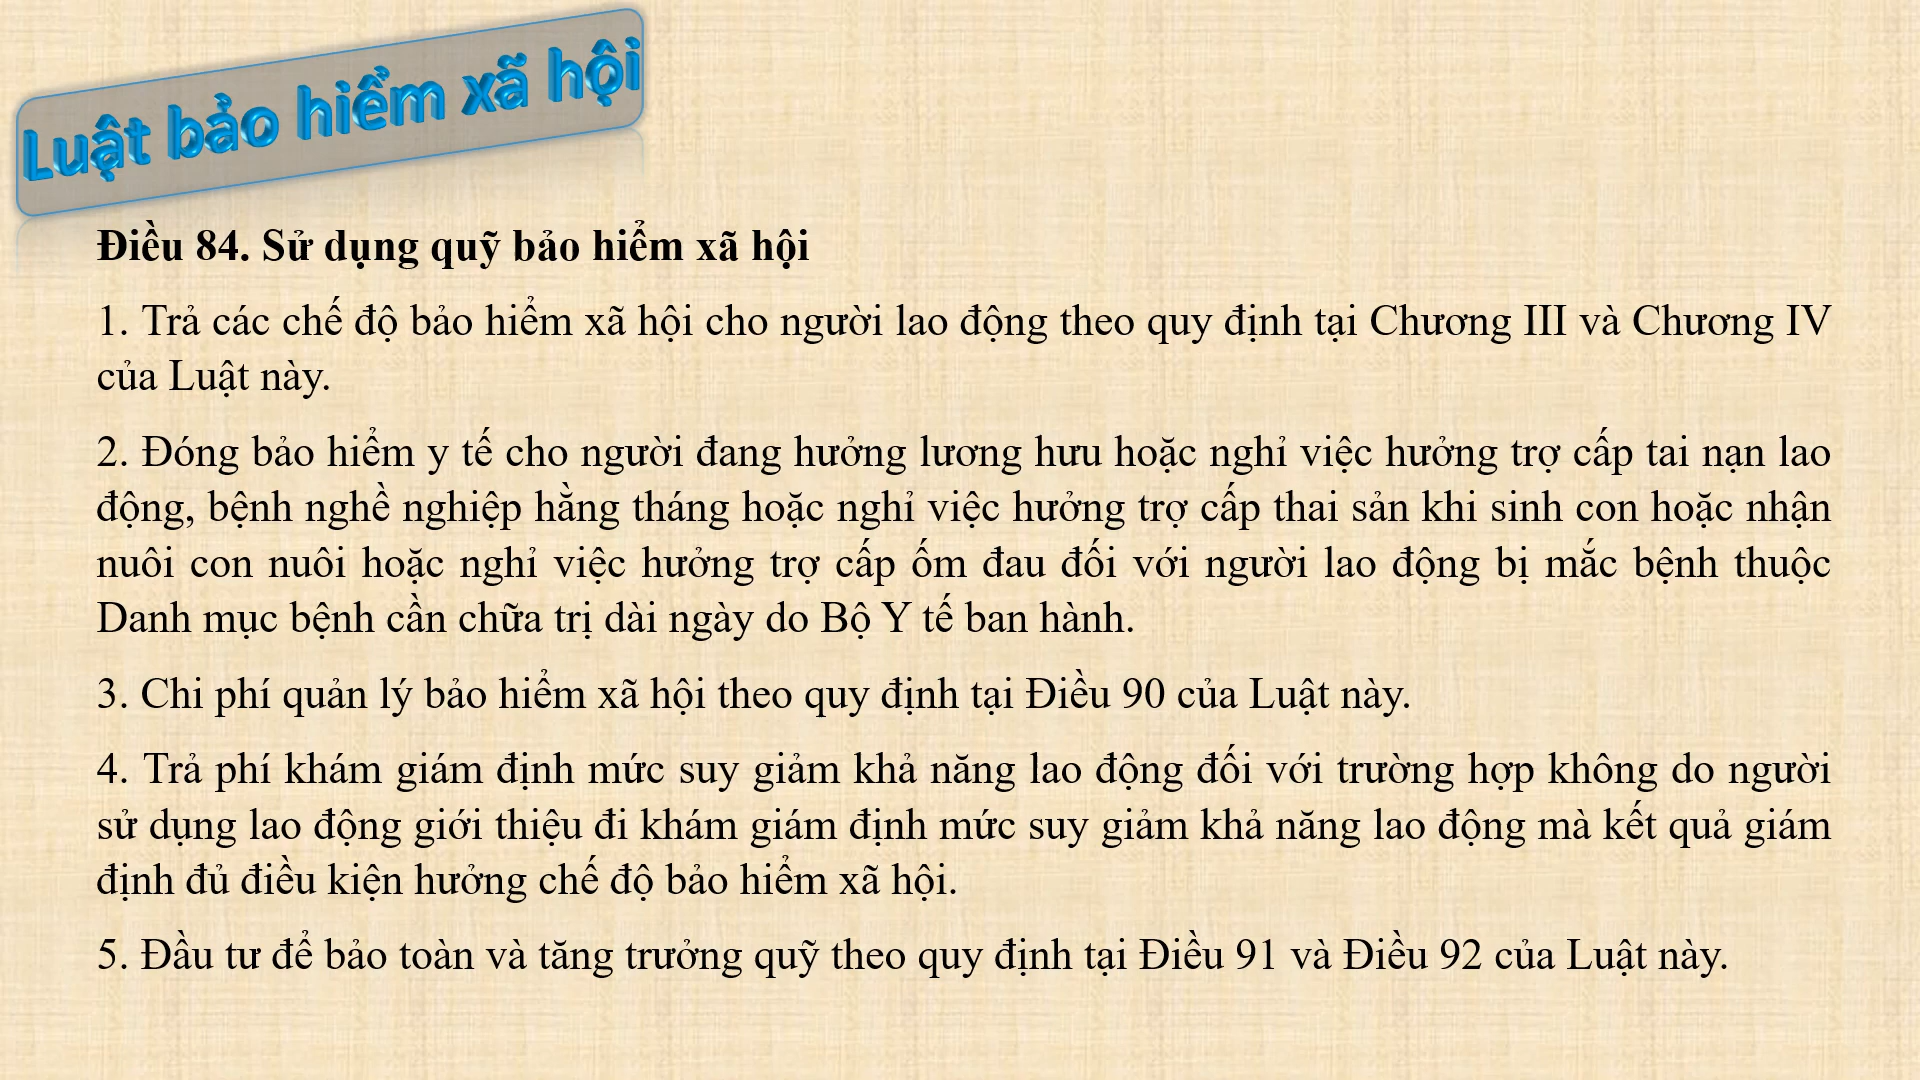 Luật bảo hiểm xã hội
Điều 84. Sử dụng quỹ bảo hiểm xã hội
1. Trả các chế độ bảo hiểm xã hội cho người lao động theo quy định tại Chương III và Chương IV
của Luật này.
2. Đóng bảo hiểm y tế cho người đang hưởng lương hưu hoặc nghỉ việc hưởng trợ cấp tai nạn lao
động, bệnh nghề nghiệp hằng tháng hoặc nghỉ việc hưởng trợ cấp thai sản khi sinh con hoặc nhận
nuôi con nuôi hoặc nghỉ việc hưởng trợ cấp ốm đau đối với người lao động bị mắc bệnh thuộc
Danh mục bệnh cần chữa trị dài ngày do Bộ Y tế ban hành.
3. Chi phí quản lý bảo hiểm xã hội theo quy định tại Điều 90 của Luật này.
4. Trả phí khám giám định mức suy giảm khả năng lao động đối với trường hợp không do người
sử dụng lao động giới thiệu đi khám giám định mức suy giảm khả năng lao động mà kết quả giám
định đủ điều kiện hưởng chế độ bảo hiểm xã hội.
5. Đầu tư để bảo toàn và tăng trưởng quỹ theo quy định tại Điều 91 và Điều 92 của Luật này.